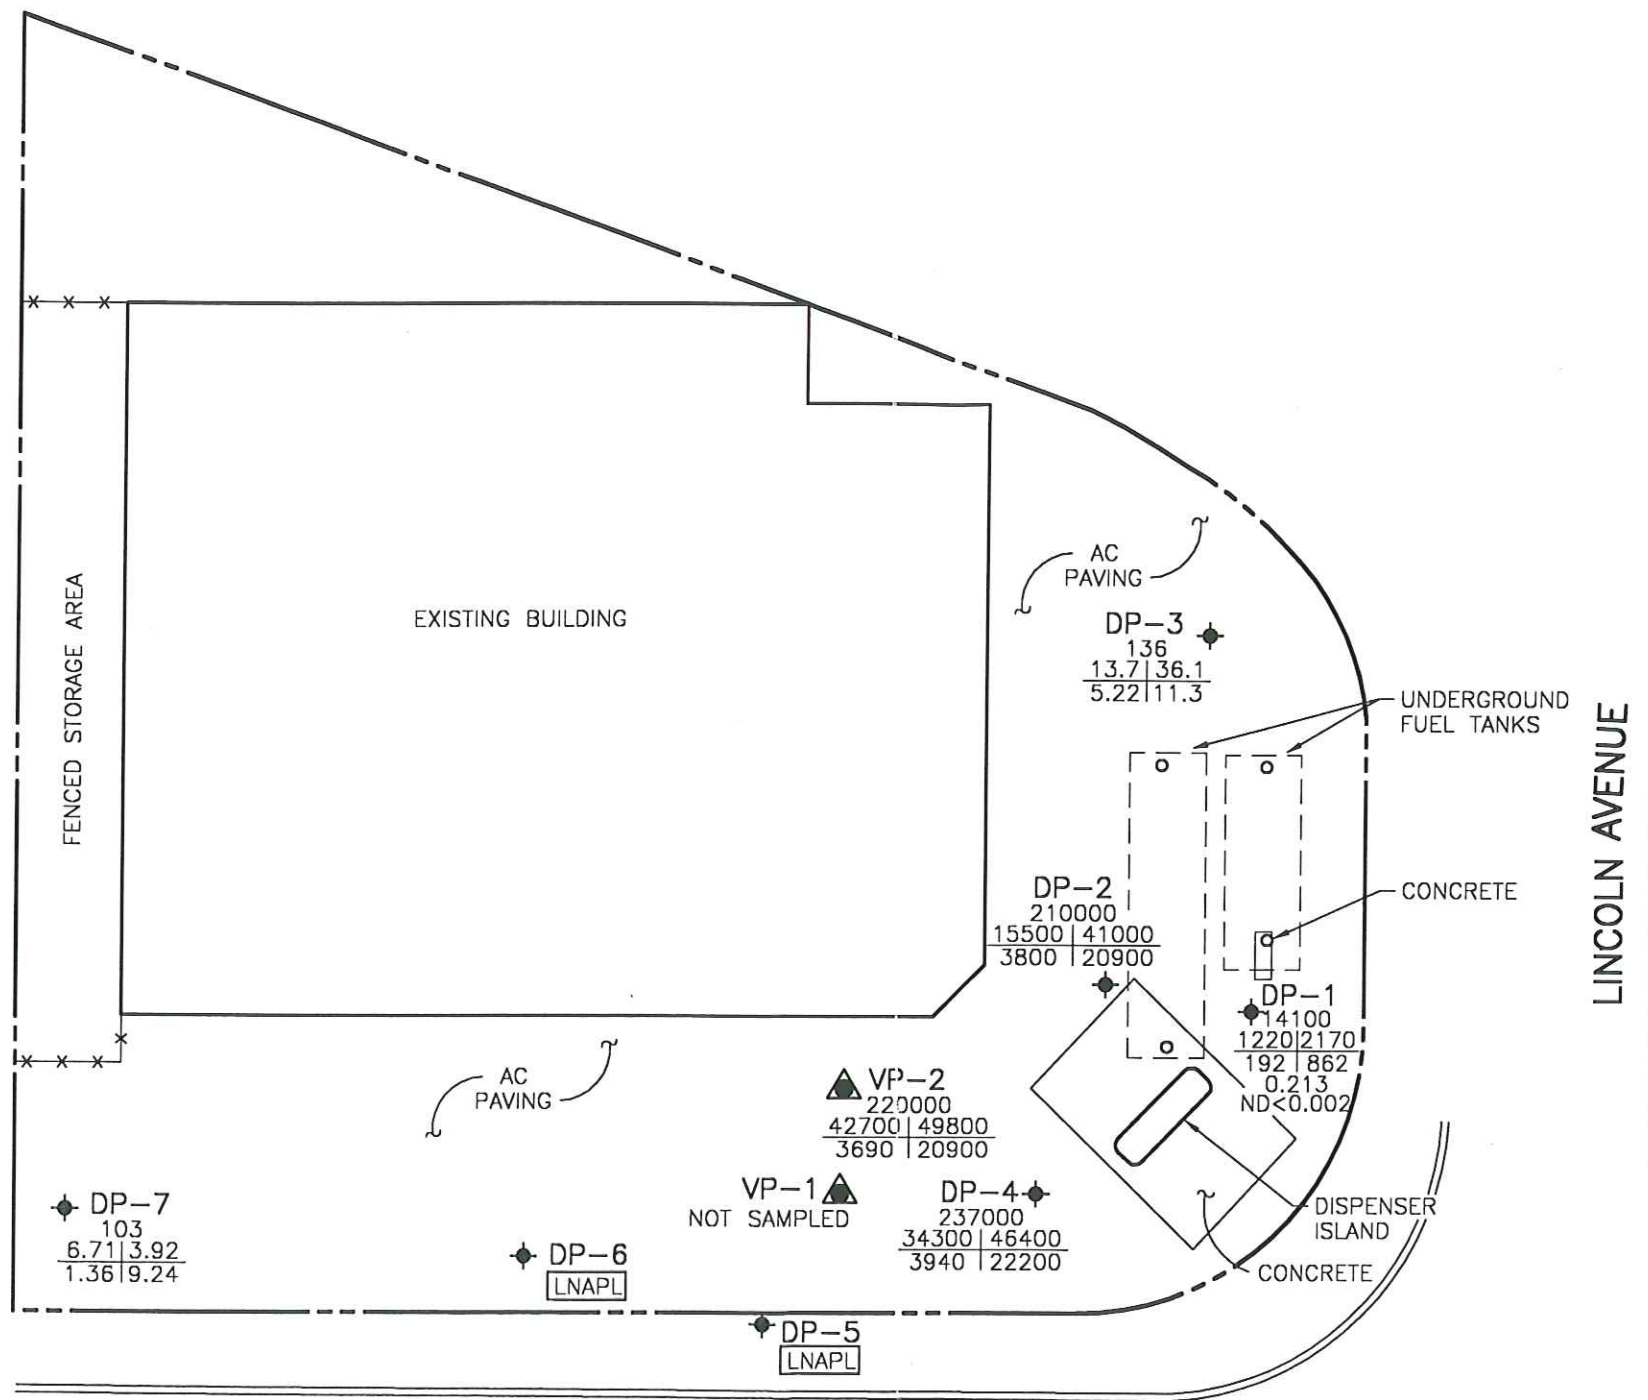 AC
PAVING
EXISTING BUILDING
FENCED STORAGE AREA
DP-3
136
13.7|36.1
5.22|11.3
UNDERGROUND
FUEL TANKS
LINCOLN AVENUE
DP-2
210000
15500|41000
3800|20900
CONCRETE
DP-1
14100
1220|2170
192|862
0.213
ND<0.002
AC
PAVING
VP-2
220000
42700|49800
3690|20900
VP-1
NOT SAMPLED
DP-4
237000
34300|46400
3940|22200
DISPENSER
ISLAND
CONCRETE
DP-7
103
6.71|3.92
1.36|9.24
DP-6
LNAPL
DP-5
LNAPL